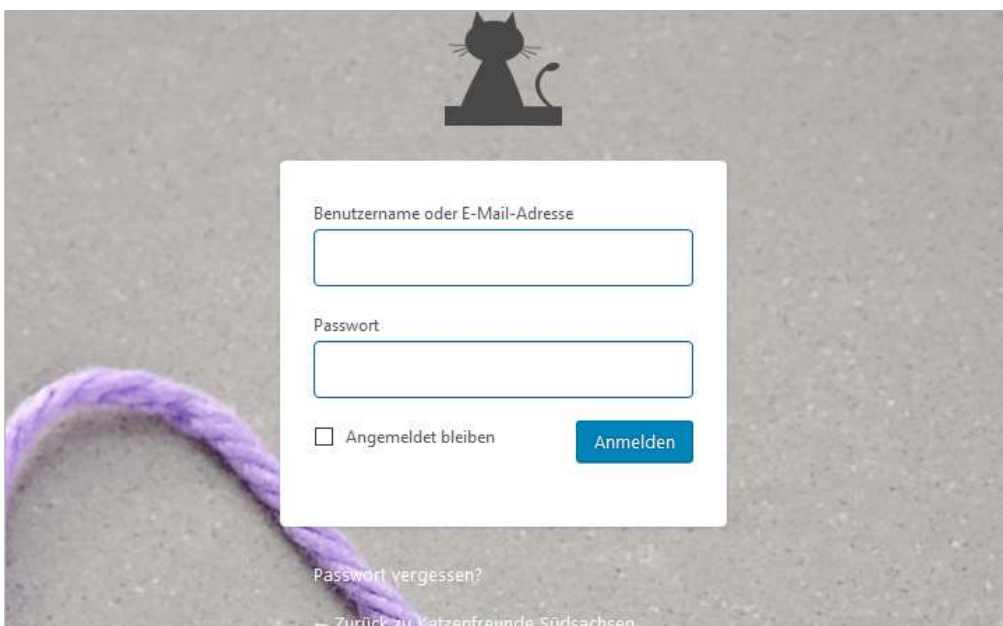 Benutzername oder E-Mail-Adresse
Passwort
Angemeldet bleiben
Anmelden
Passwort vergessen?
← Zurück zu Katzenfreunde Südsachsen